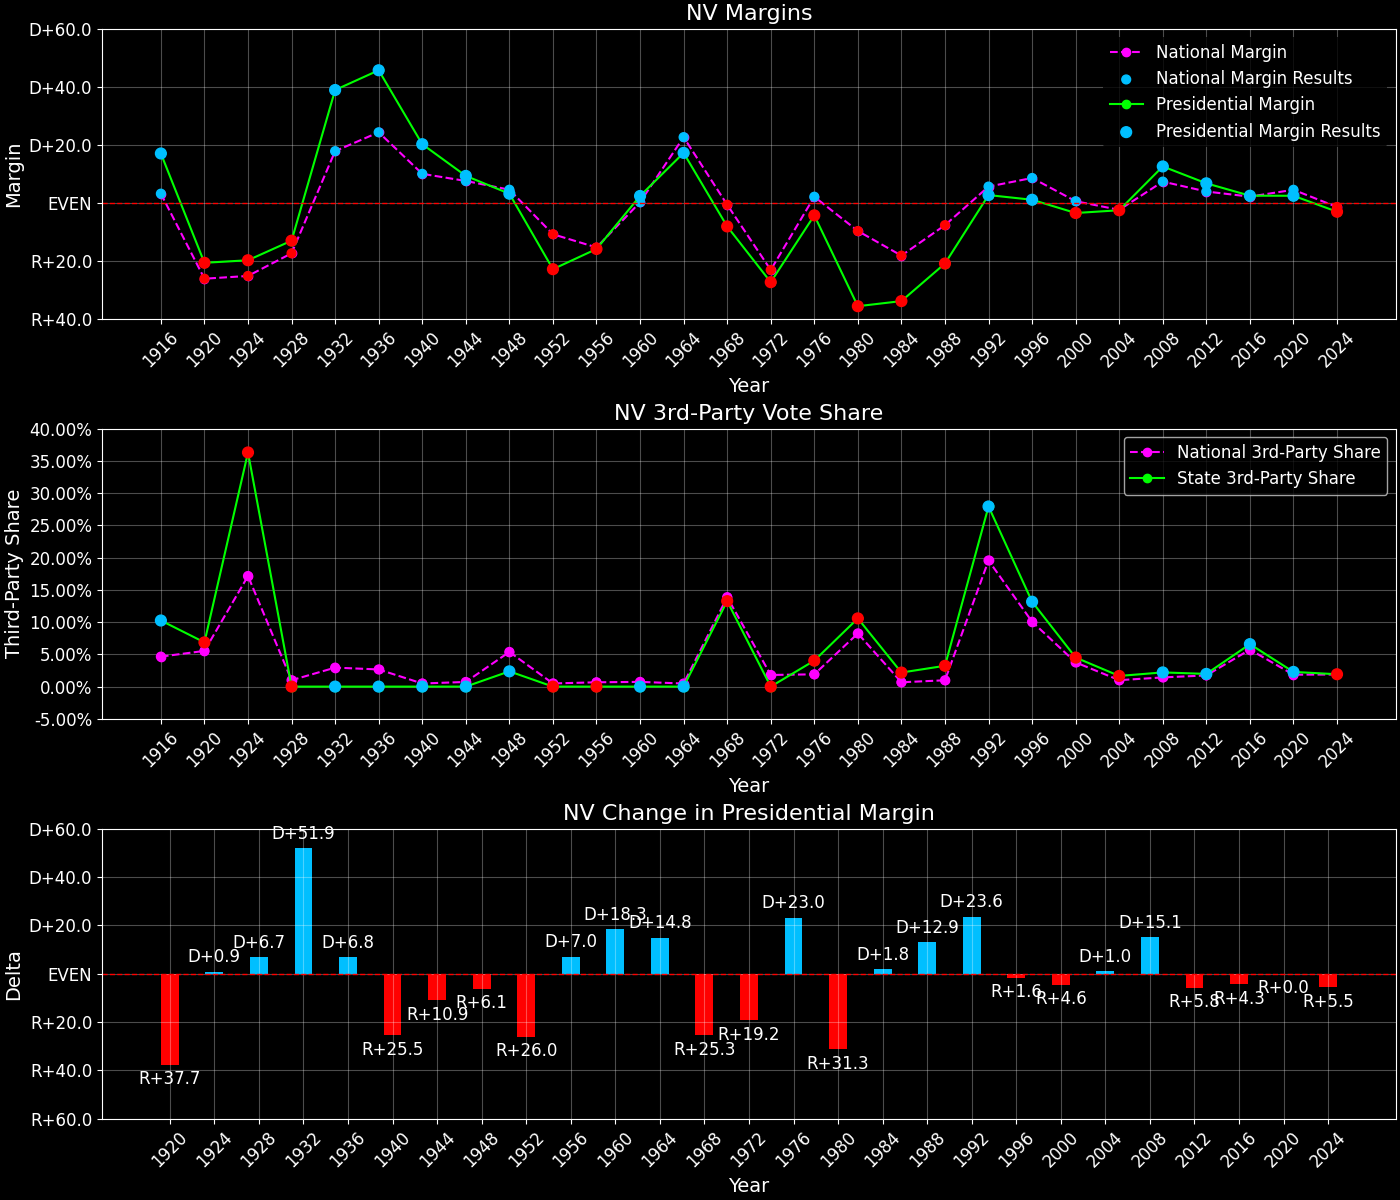 NV Margins
D+60.0
D+40.0
D+20.0
EVEN
R+20.0
R+40.0
Margin
National Margin
National Margin Results
Presidential Margin
Presidential Margin Results
1916 1920 1924 1928 1932 1936 1940 1944 1948 1952 1956 1960 1964 1968 1972 1976 1980 1984 1988 1992 1996 2000 2004 2008 2012 2016 2020 2024
Year
NV 3rd-Party Vote Share
40.00%
35.00%
30.00%
25.00%
20.00%
15.00%
10.00%
5.00%
0.00%
-5.00%
Third-Party Share
National 3rd-Party Share
State 3rd-Party Share
1916 1920 1924 1928 1932 1936 1940 1944 1948 1952 1956 1960 1964 1968 1972 1976 1980 1984 1988 1992 1996 2000 2004 2008 2012 2016 2020 2024
Year
NV Change in Presidential Margin
D+60.0
D+40.0
D+20.0
EVEN
R+20.0
R+40.0
R+60.0
Delta
R+37.7
D+0.9
D+6.7
D+51.9
D+6.8
R+25.5
R+10.9
R+6.1
R+26.0
D+7.0
D+18.3
D+14.8
R+25.3
R+19.2
D+23.0
R+31.3
D+1.8
D+12.9
D+23.6
R+1.6
R+4.6
D+1.0
D+15.1
R+5.8
R+4.3
R+0.0
R+5.5
1920 1924 1928 1932 1936 1940 1944 1948 1952 1956 1960 1964 1968 1972 1976 1980 1984 1988 1992 1996 2000 2004 2008 2012 2016 2020 2024
Year